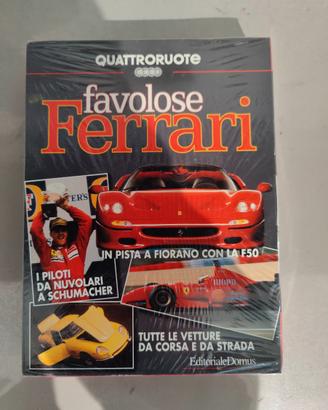 QUATTRORUOTE
favolose
Ferrari
IN PISTA A FIORANO CON LA F50
I PILOTI
DA NUVOLARI
A SCHUMACHER
TUTTE LE VETTURE
DA CORSA E DA STRADA
EditorialeDomus